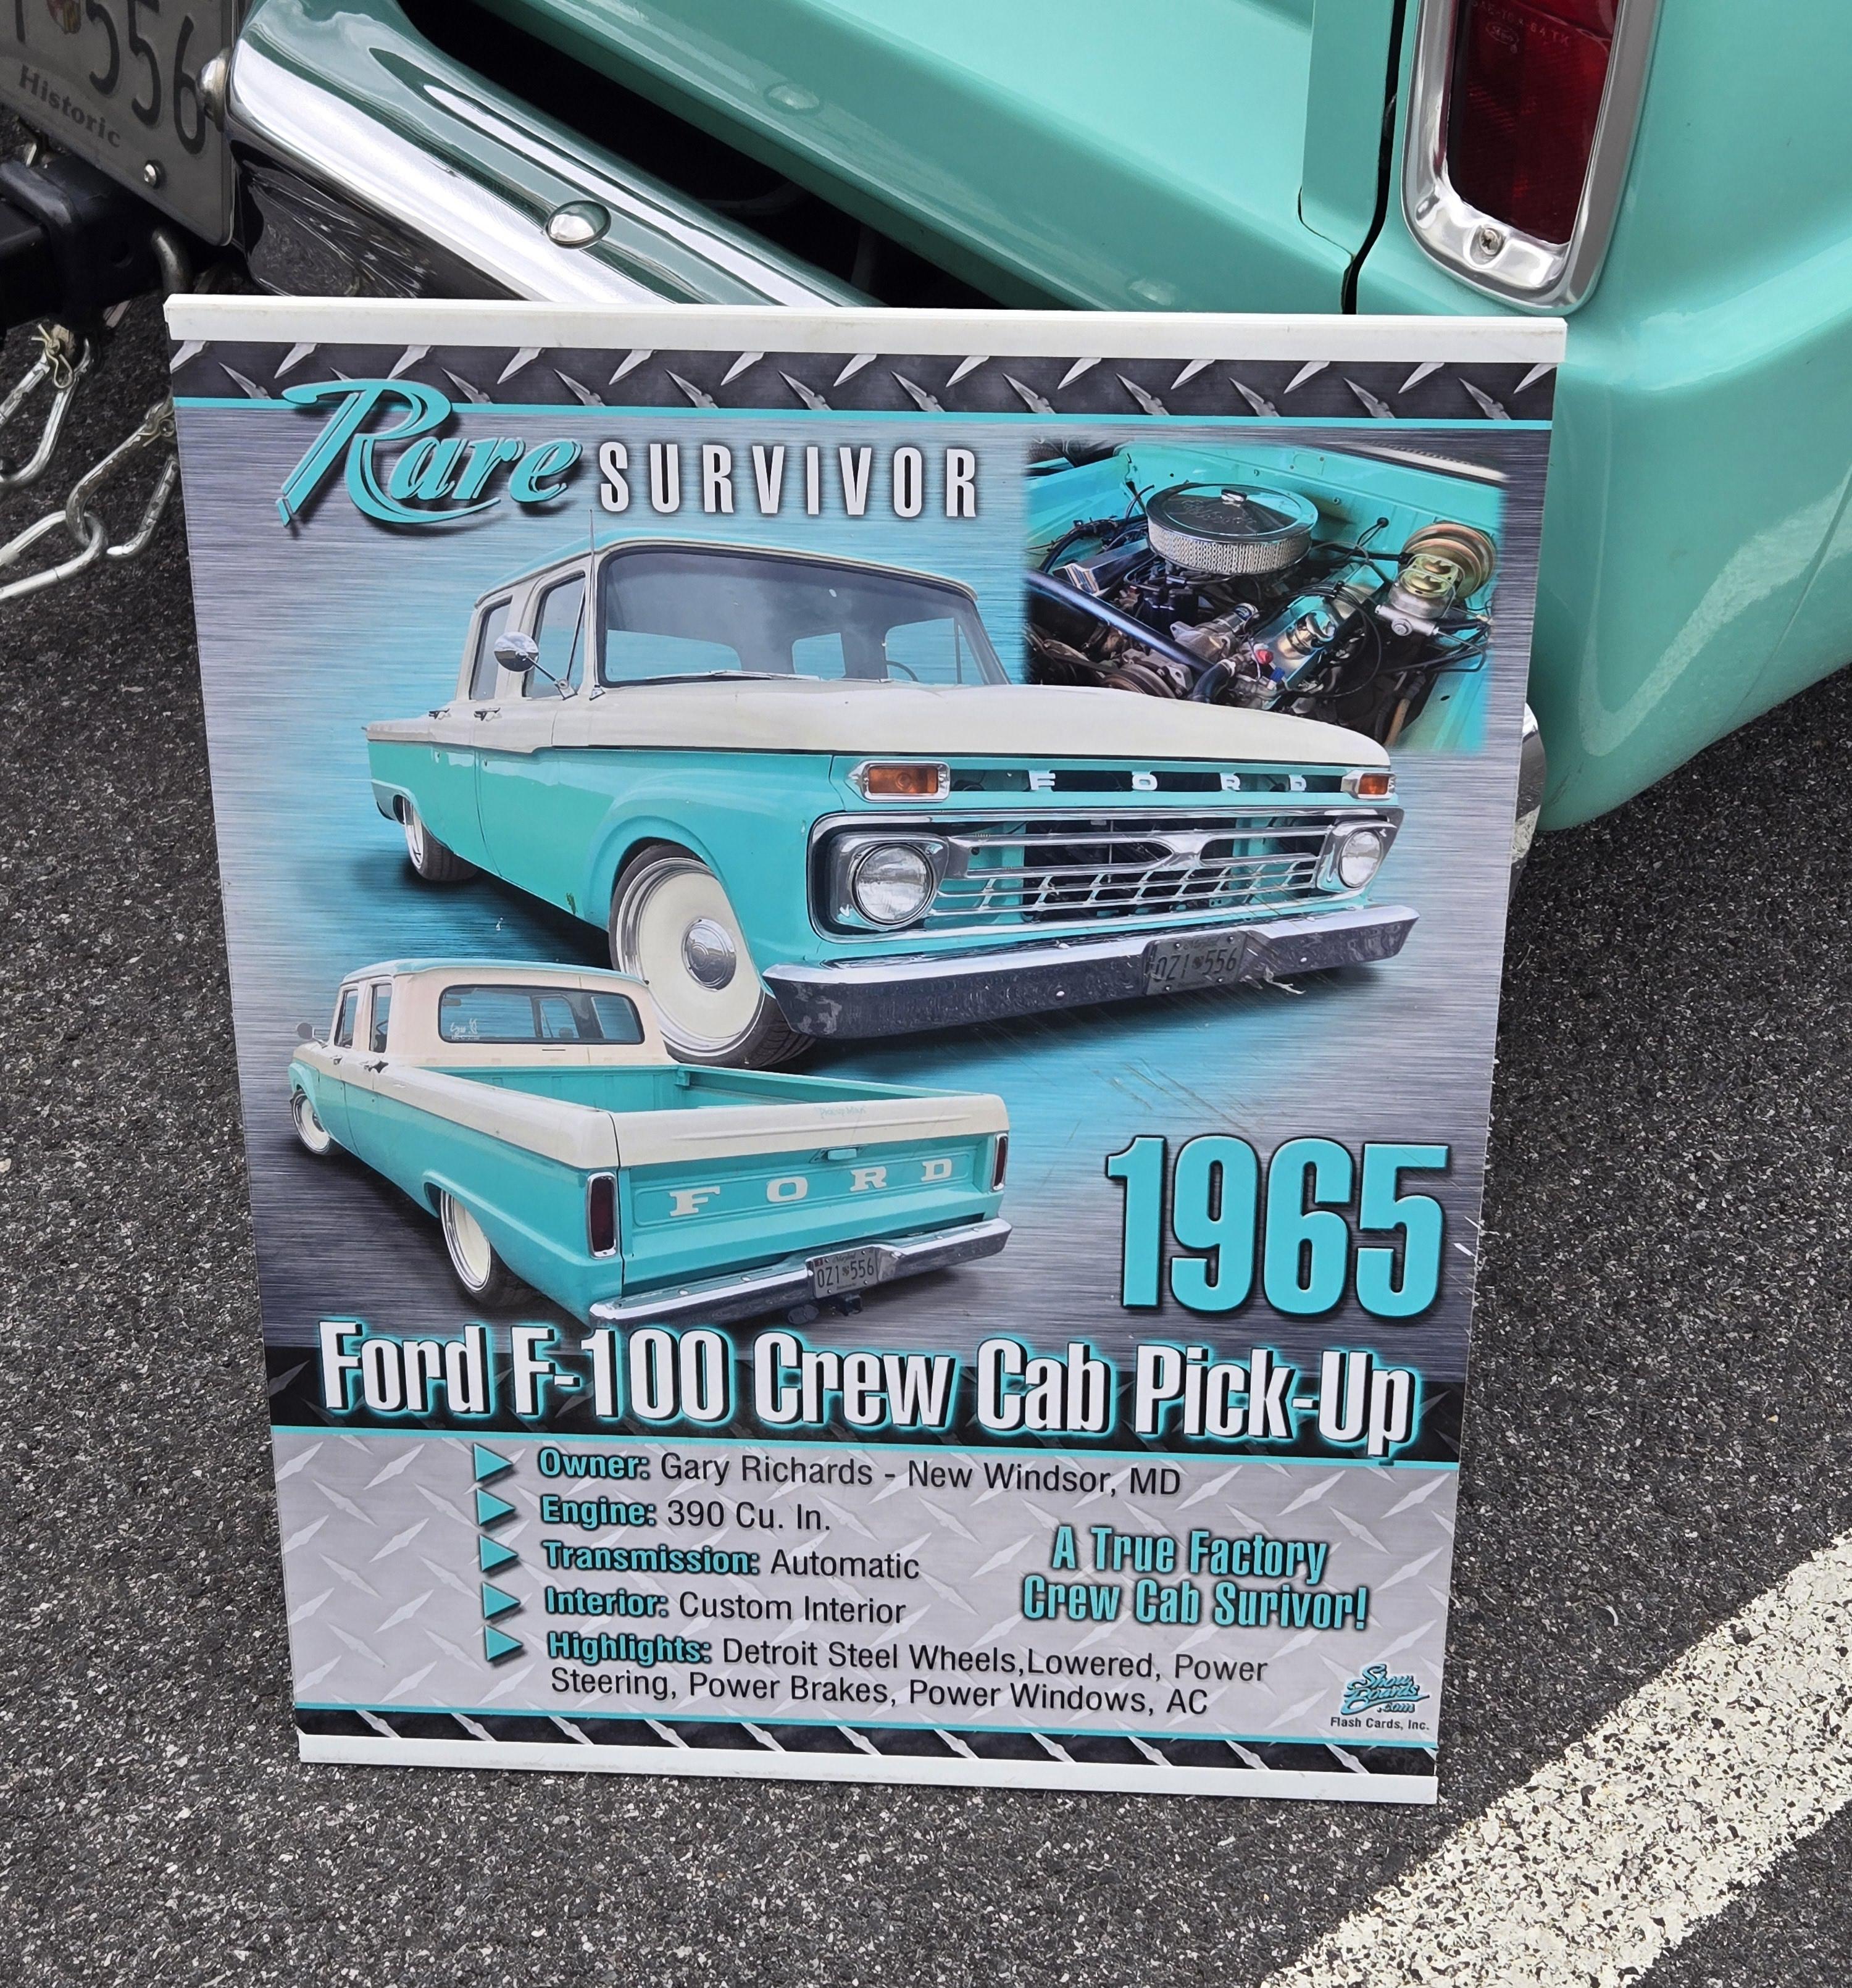 556
Historic
Rare SURVIVOR
FORD
0Z1 556
FORD
0Z1 556
1965
Ford F-100 Crew Cab Pick-Up
Owner: Gary Richards - New Windsor, MD
Engine: 390 Cu. In.
Transmission: Automatic
Interior: Custom Interior
A True Factory
Crew Cab Surivor!
Highlights: Detroit Steel Wheels,Lowered, Power
Steering, Power Brakes, Power Windows, AC
Show
Boards
.com
Flash Cards, Inc.